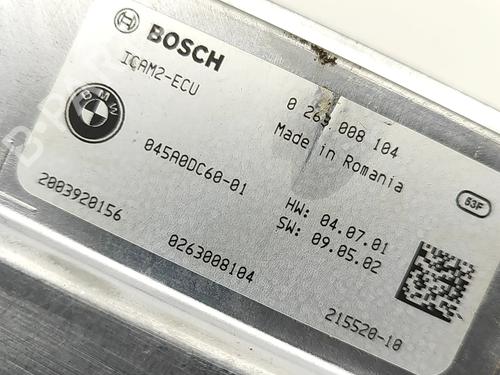 BOSCH
ICAM2-ECU
BMW
0 263 008 104
Made in Romania
045A0DC60-01
53F
HW: 04.07.01
SW: 09.05.02
2003920156
0263008104
215520-10